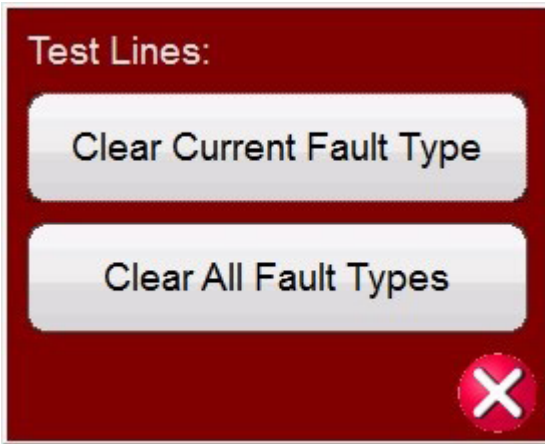 Test Lines:
Clear Current Fault Type
Clear All Fault Types